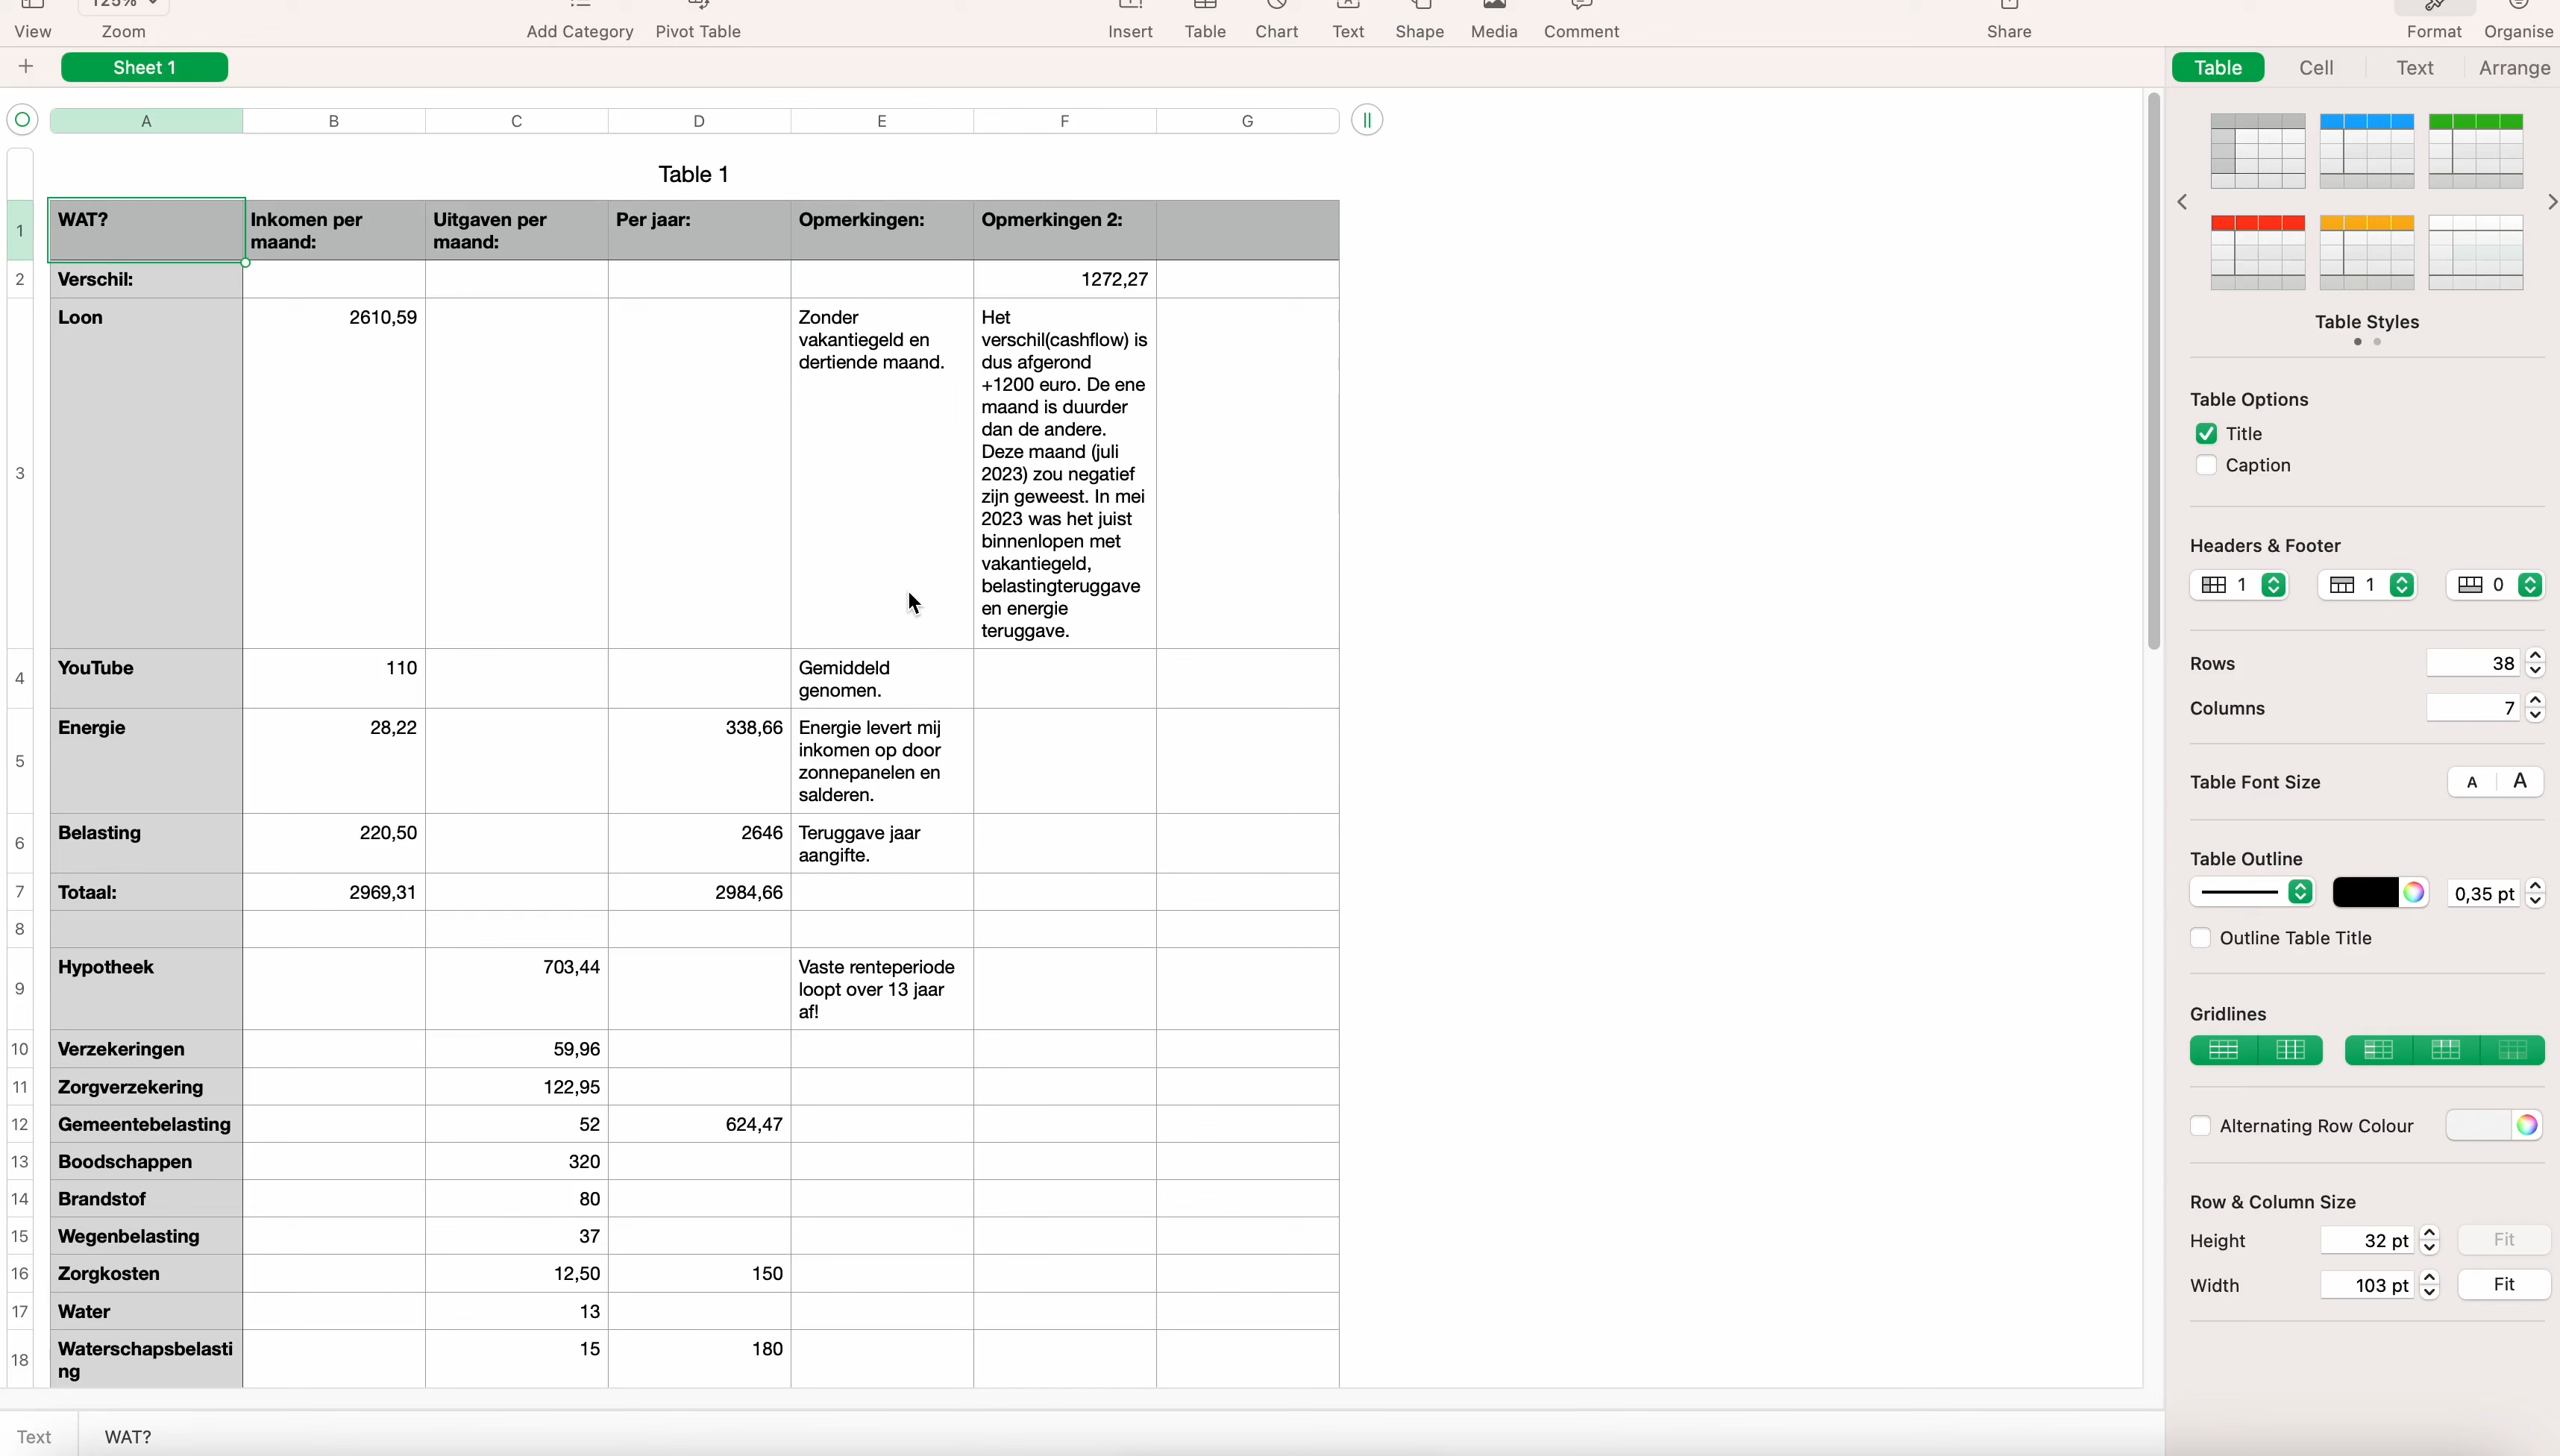 125%
View
Zoom
Add Category
Pivot Table
Insert
Table
Chart
Text
Shape
Media
Comment
Share
Format
Organise
Sheet 1
Table
Cell
Text
Arrange
A
B
C
D
E
F
G
Table 1
1
WAT?
Inkomen per
maand:
Uitgaven per
maand:
Per jaar:
Opmerkingen:
Opmerkingen 2:
2
Verschil:
1272,27
3
Loon
2610,59
Zonder
vakantiegeld en
dertiende maand.
Het
verschil(cashflow) is
dus afgerond
+1200 euro. De ene
maand is duurder
dan de andere.
Deze maand (juli
2023) zou negatief
zijn geweest. In mei
2023 was het juist
binnenlopen met
vakantiegeld,
belastingteruggave
en energie
teruggave.
4
YouTube
110
Gemiddeld
genomen.
5
Energie
28,22
338,66
Energie levert mij
inkomen op door
zonnepanelen en
salderen.
6
Belasting
220,50
2646
Teruggave jaar
aangifte.
7
Totaal:
2969,31
2984,66
8
9
Hypotheek
703,44
Vaste renteperiode
loopt over 13 jaar
af!
10
Verzekeringen
59,96
11
Zorgverzekering
122,95
12
Gemeentebelasting
52
624,47
13
Boodschappen
320
14
Brandstof
80
15
Wegenbelasting
37
16
Zorgkosten
12,50
150
17
Water
13
18
Waterschapsbelasti
ng
15
180
Text
WAT?
Table Styles
Table Options
Title
Caption
Headers & Footer
1
1
0
Rows
38
Columns
7
Table Font Size
A
A
Table Outline
0,35 pt
Outline Table Title
Gridlines
Alternating Row Colour
Row & Column Size
Height
32 pt
Fit
Width
103 pt
Fit